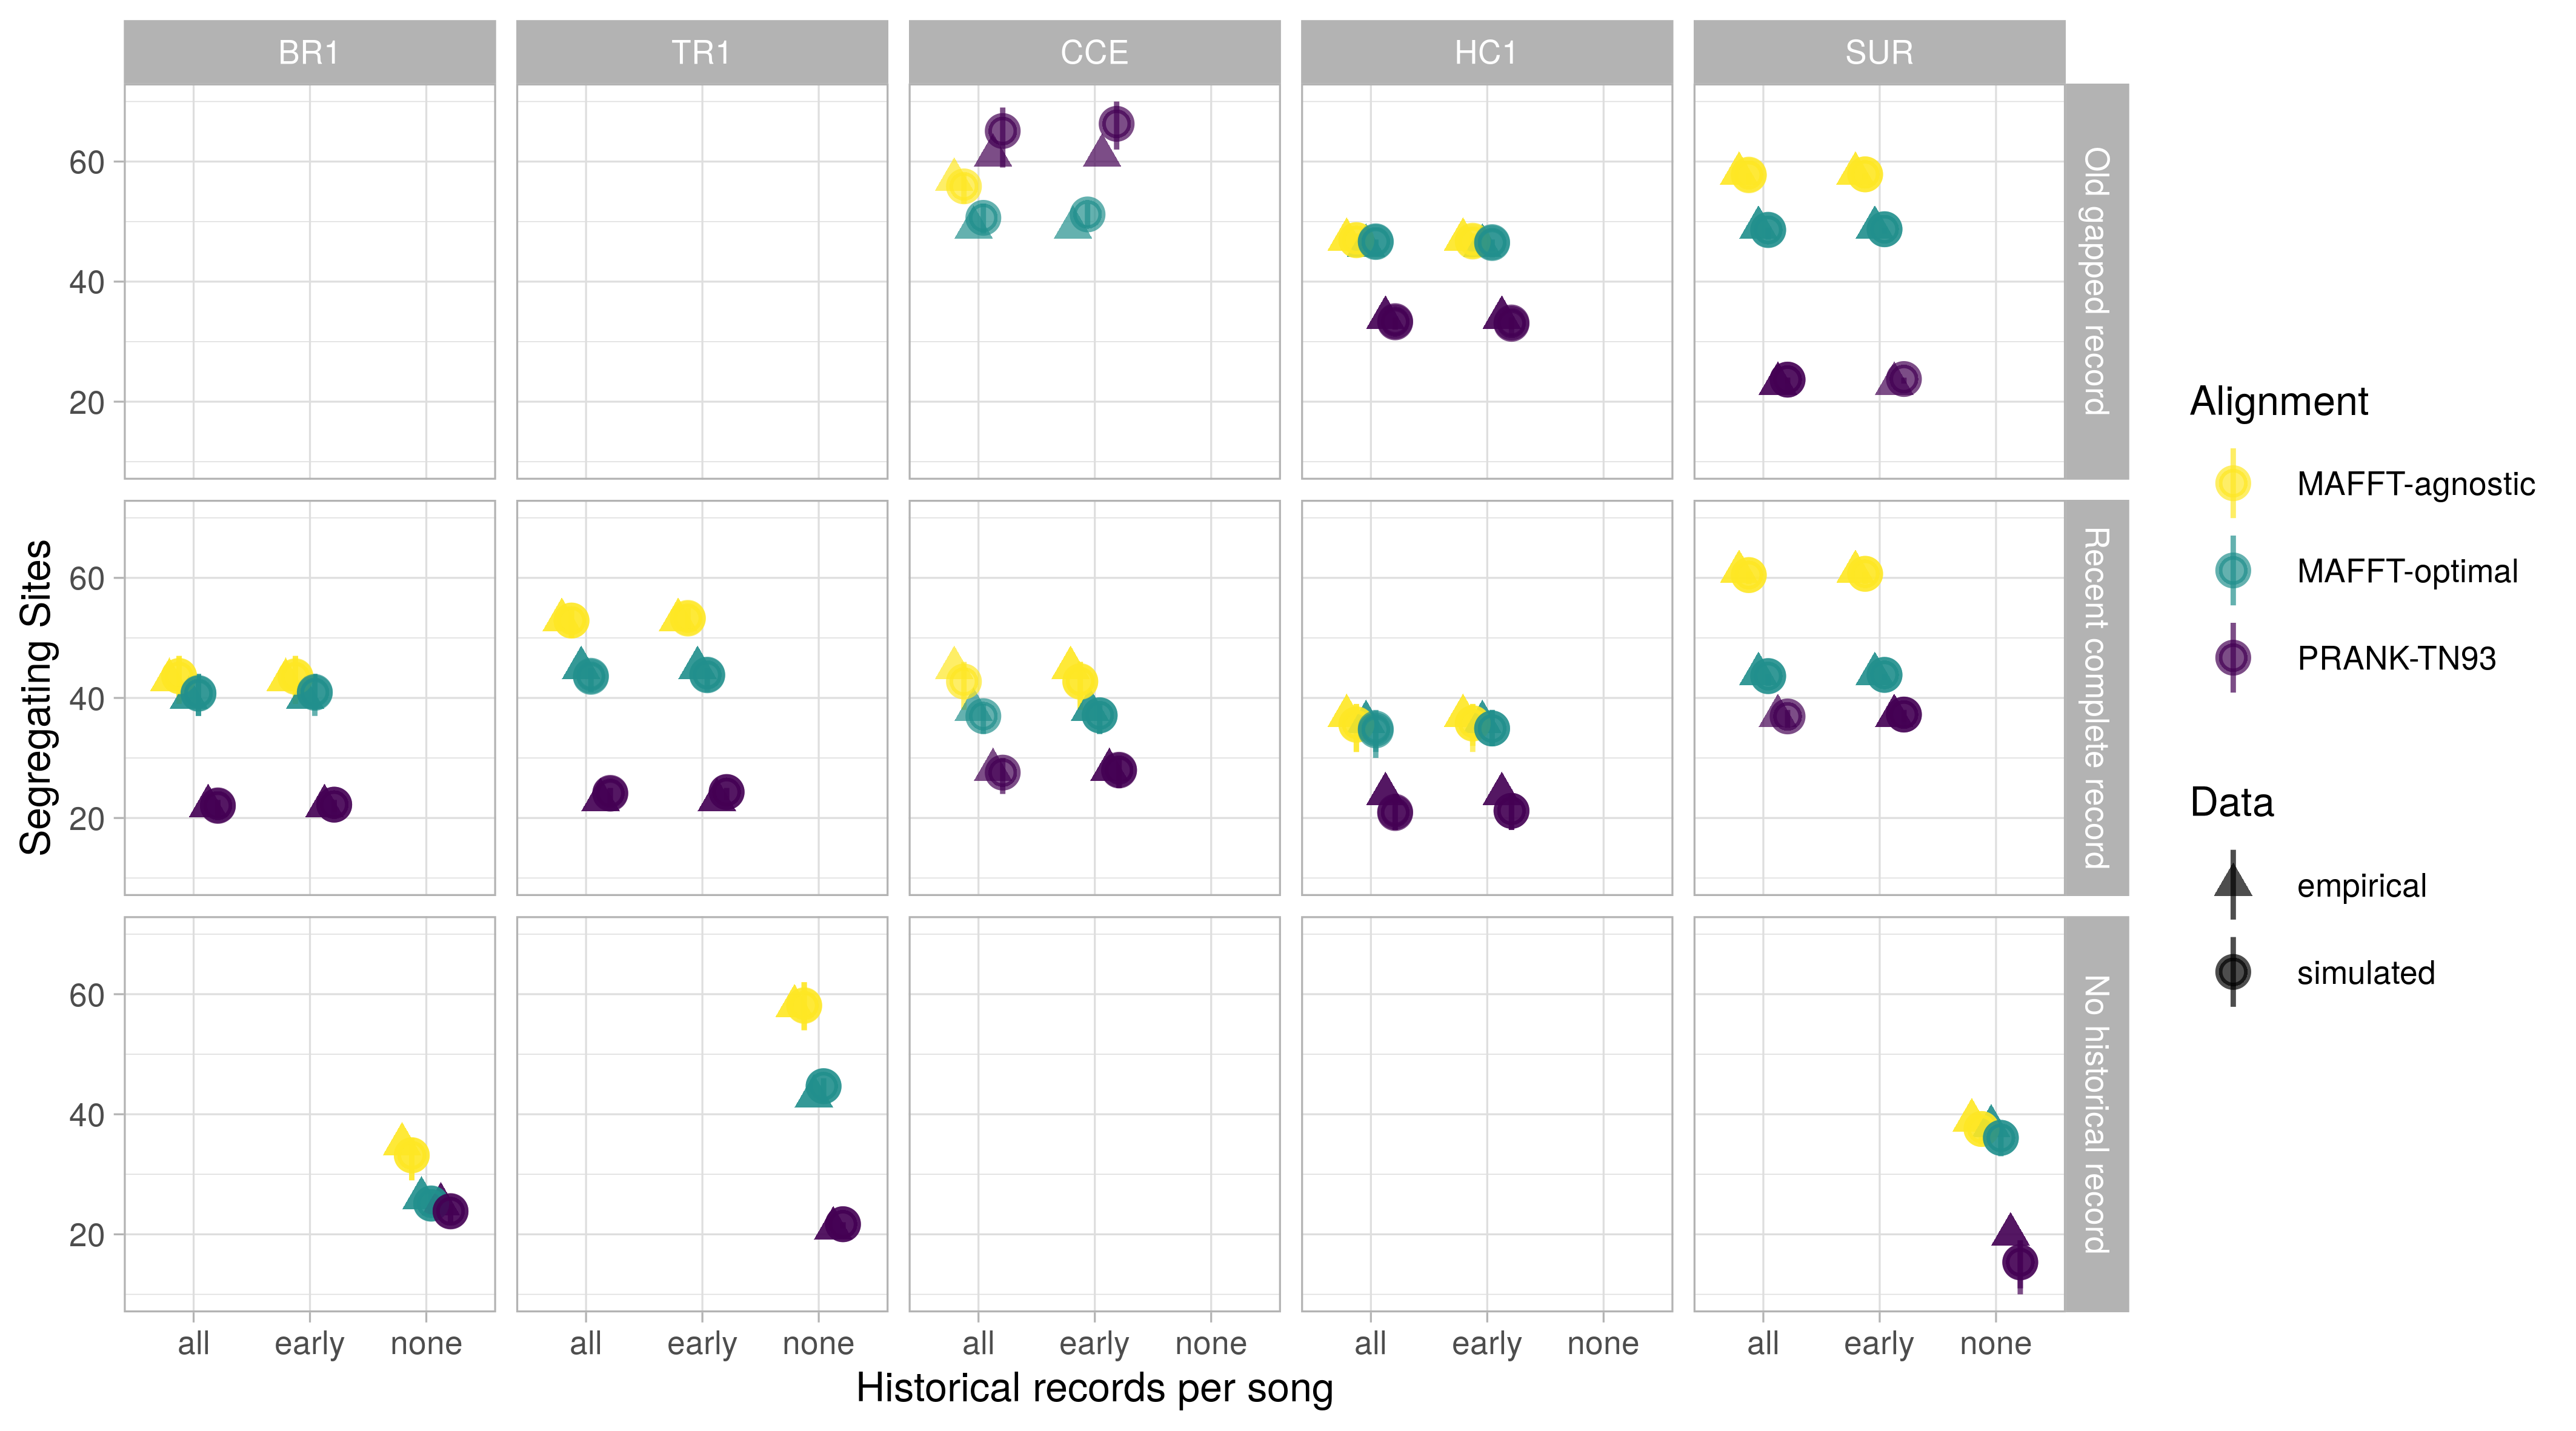 BR1
TR1
CCE
HC1
SUR
60
40
20
Old gapped record
60
40
20
Recent complete record
60
40
20
No historical record
Segregating Sites
all early none
all early none
all early none
all early none
all early none
Historical records per song
Alignment
MAFFT-agnostic
MAFFT-optimal
PRANK-TN93
Data
empirical
simulated